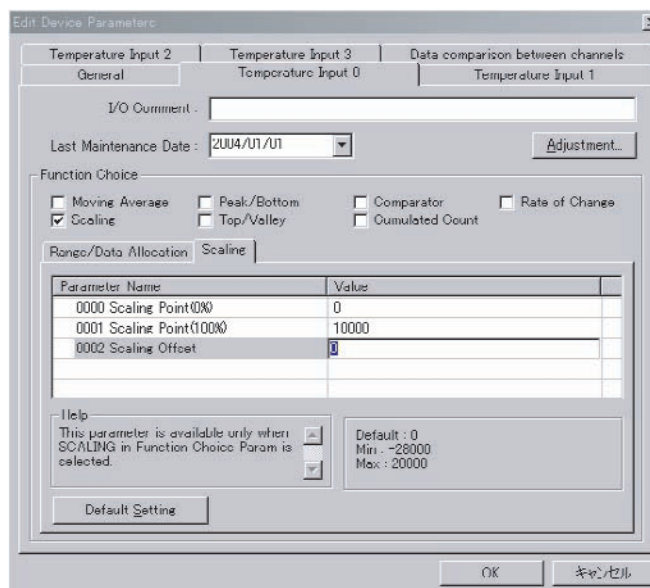 Edit Device Parameters
Temperature Input 2
Temperature Input 3
Data comparison between channels
General
Temperature Input 0
Temperature Input 1
I/O Comment :
Last Maintenance Date :
2004/01/01
Adjustment...
Function Choice
Moving Average
Peak/Bottom
Comparator
Rate of Change
Scaling
Top/Valley
Cumulated Count
Range/Data Allocation
Scaling
Parameter Name
Value
0000 Scaling Point(0%)
0
0001 Scaling Point(100%)
10000
0002 Scaling Offset
0
Help
This parameter is available only when
SCALING in Function Choice Param is
selected.
Default : 0
Min : -28000
Max : 20000
Default Setting
OK
キャンセル